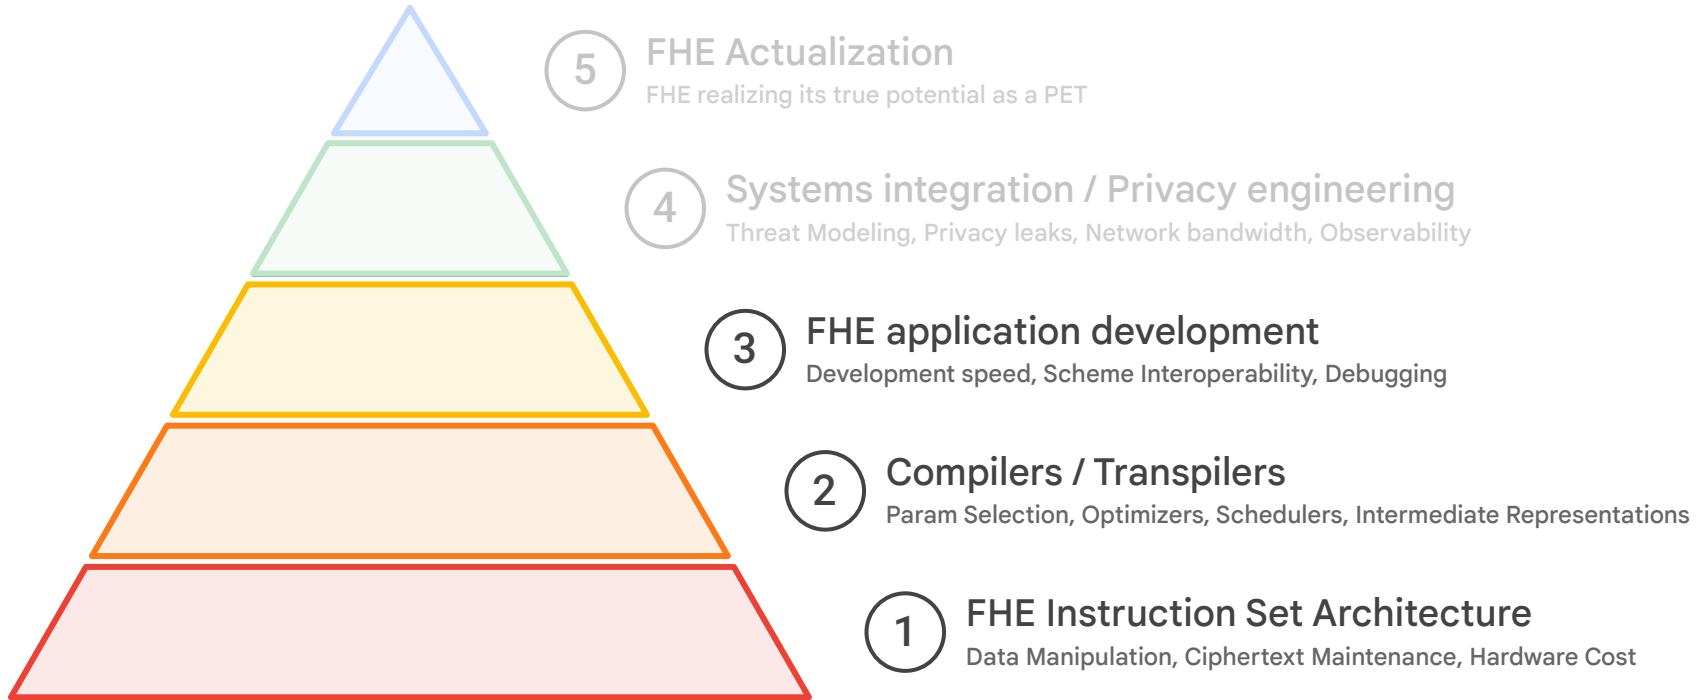 5
FHE Actualization
FHE realizing its true potential as a PET
4
Systems integration / Privacy engineering
Threat Modeling, Privacy leaks, Network bandwidth, Observability
3
FHE application development
Development speed, Scheme Interoperability, Debugging
2
Compilers / Transpilers
Param Selection, Optimizers, Schedulers, Intermediate Representations
1
FHE Instruction Set Architecture
Data Manipulation, Ciphertext Maintenance, Hardware Cost